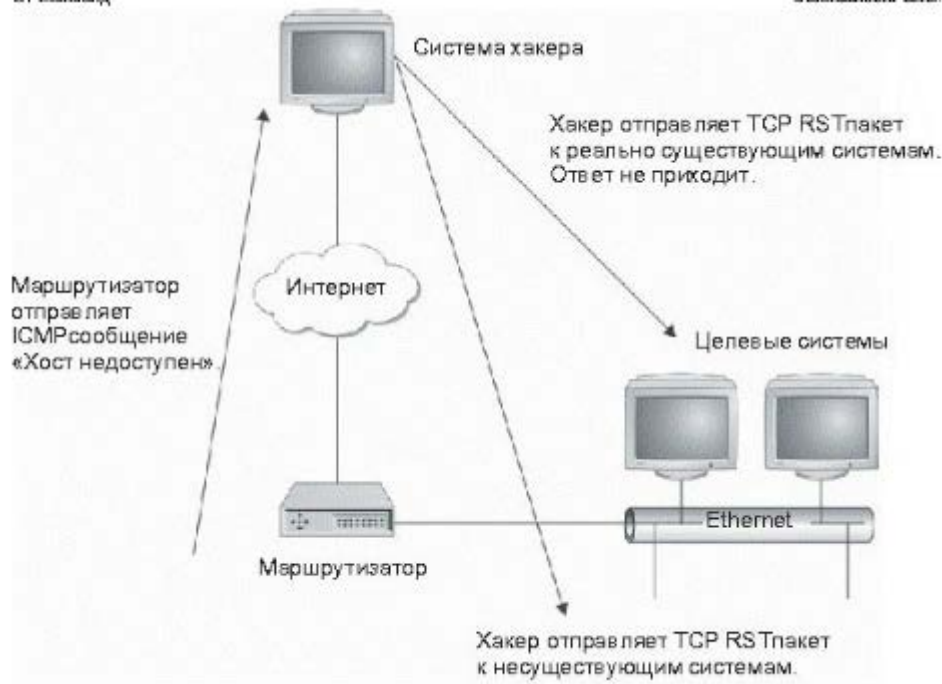 Система хакера
Хакер отправляет TCP RSTпакет
к реально существующим системам.
Ответ не приходит.
Маршрутизатор
отправляет
ICMPсообщение
«Хост недоступен».
Интернет
Целевые системы
Ethernet
Маршрутизатор
Хакер отправляет TCP RSTпакет
к несуществующим системам.